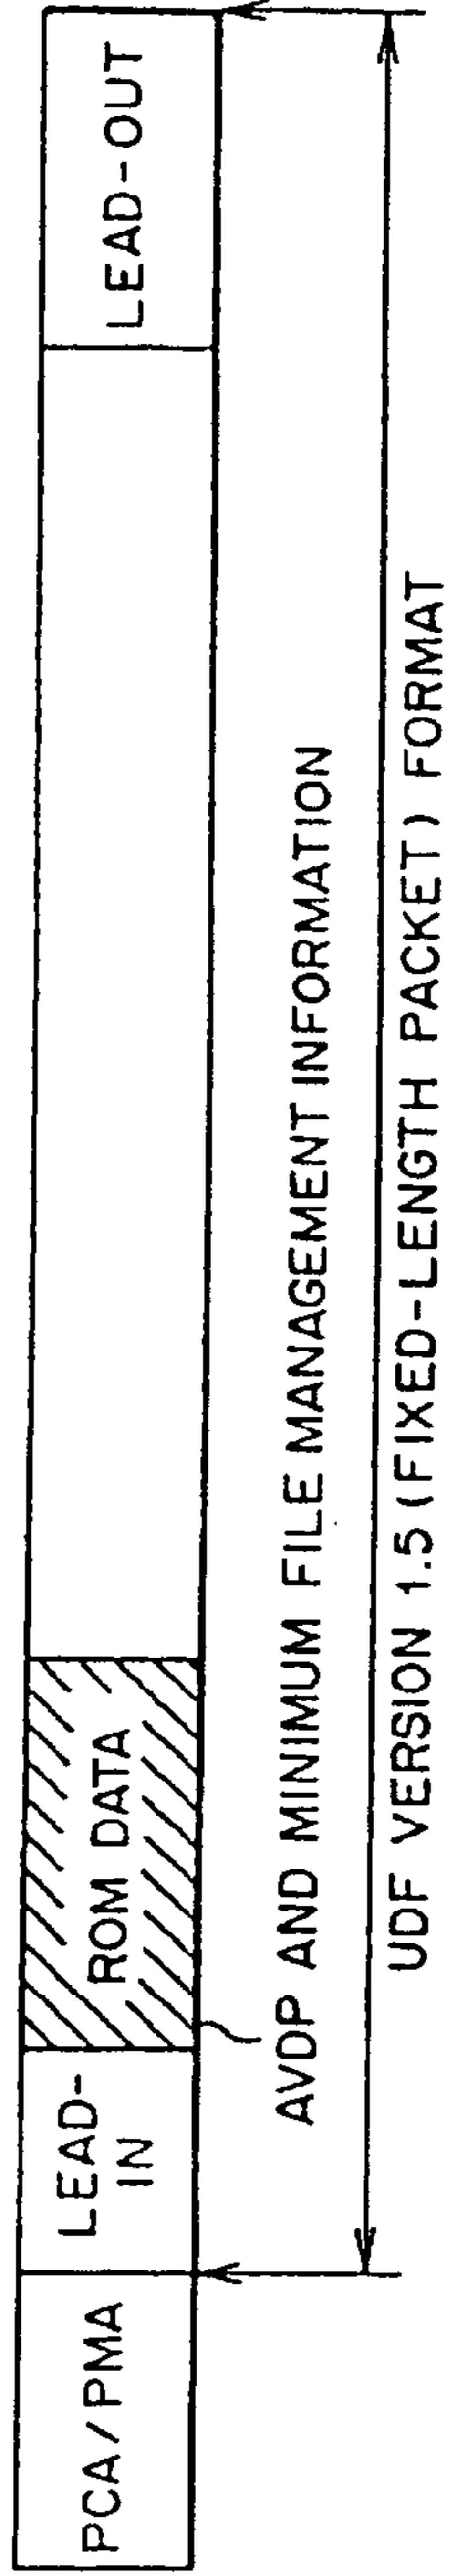 PCA/PMA
LEAD-
IN
ROM DATA
LEAD-OUT
AVDP AND MINIMUM FILE MANAGEMENT INFORMATION
UDF VERSION 1.5 (FIXED-LENGTH PACKET) FORMAT